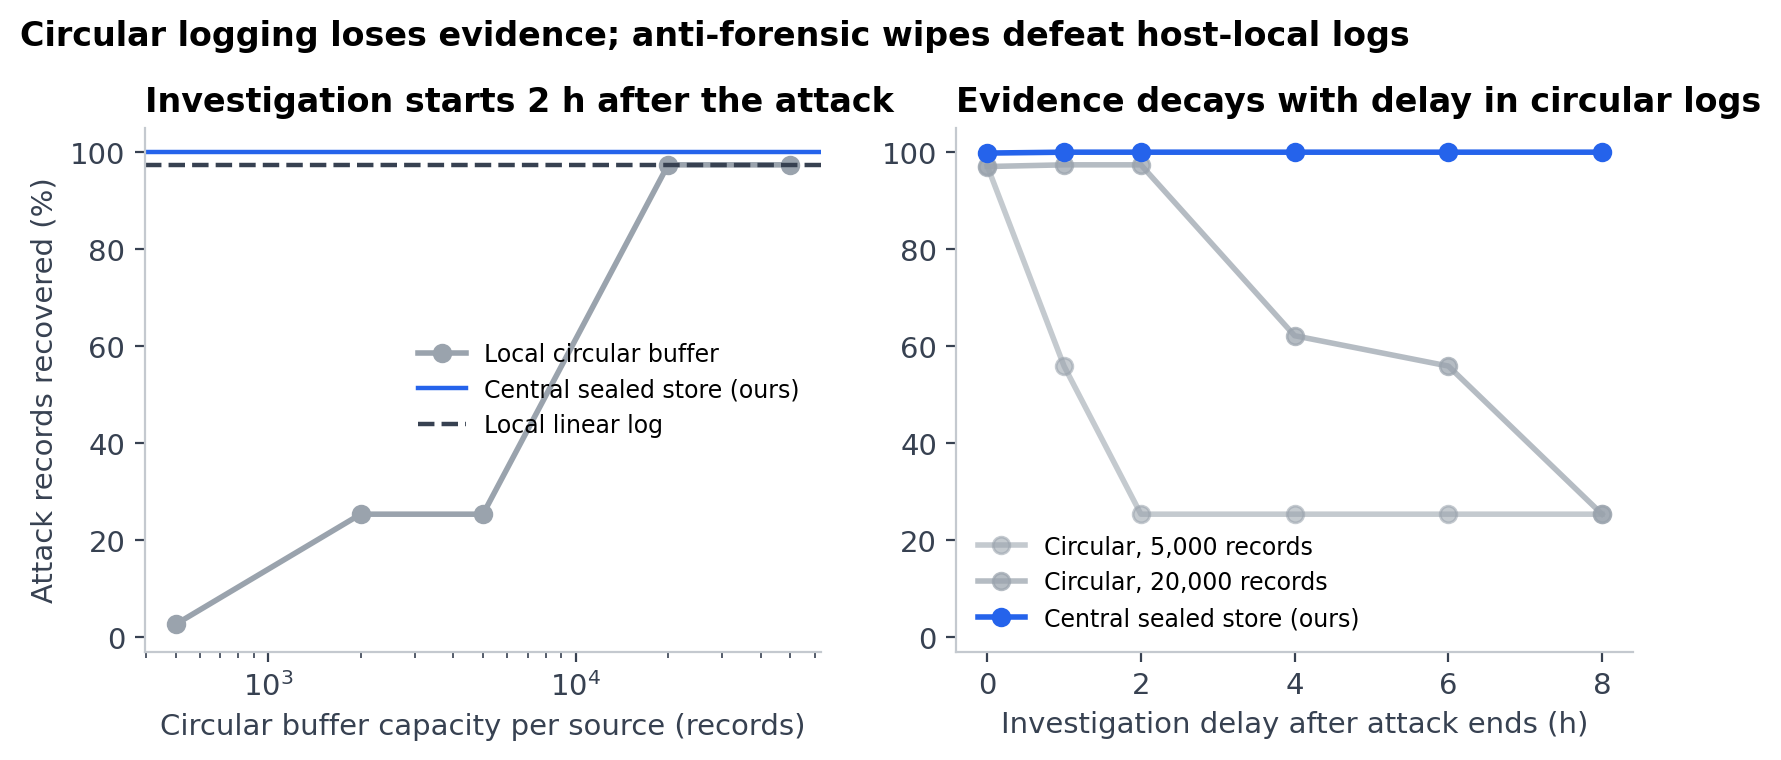 Circular logging loses evidence; anti-forensic wipes defeat host-local logs
Investigation starts 2 h after the attack
Attack records recovered (%)
100
80
60
40
20
0
Local circular buffer
Central sealed store (ours)
Local linear log
10³
10⁴
Circular buffer capacity per source (records)
Evidence decays with delay in circular logs
100
80
60
40
20
0
Circular, 5,000 records
Circular, 20,000 records
Central sealed store (ours)
0
2
4
6
8
Investigation delay after attack ends (h)